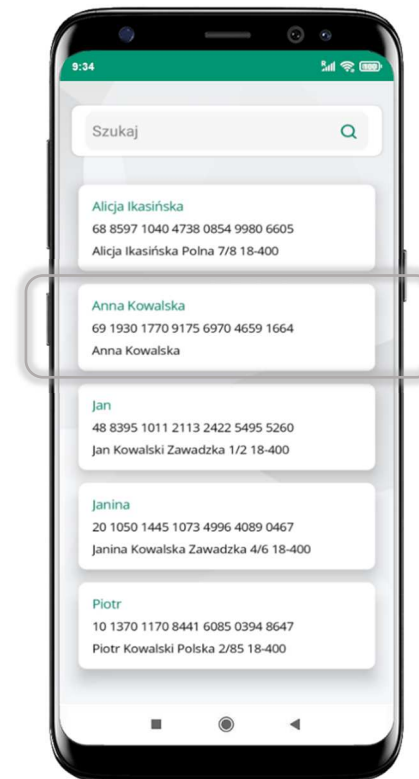 9:34
Szukaj
Alicja Ikasińska
68 8597 1040 4738 0854 9980 6605
Alicja Ikasińska Polna 7/8 18-400
Anna Kowalska
69 1930 1770 9175 6970 4659 1664
Anna Kowalska
Jan
48 8395 1011 2113 2422 5495 5260
Jan Kowalski Zawadzka 1/2 18-400
Janina
20 1050 1445 1073 4996 4089 0467
Janina Kowalska Zawadzka 4/6 18-400
Piotr
10 1370 1170 8441 6085 0394 8647
Piotr Kowalski Polska 2/85 18-400